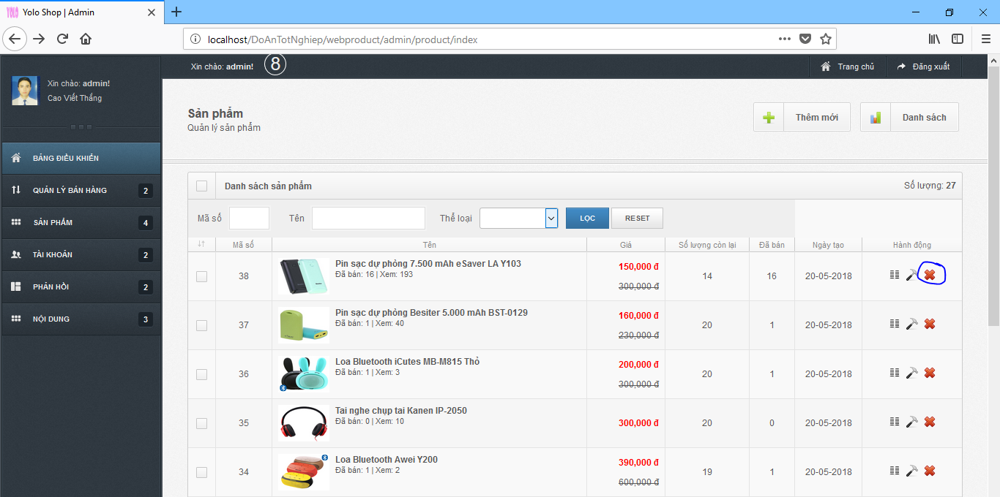 YOLO Yolo Shop | Admin
localhost/DoAnTotNghiep/webproduct/admin/product/index
Xin chào: admin!
Cao Viết Thắng
BẢNG ĐIỀU KHIỂN
QUẢN LÝ BÁN HÀNG 2
SẢN PHẨM 4
TÀI KHOẢN 2
PHẢN HỒI 2
NỘI DUNG 3
Xin chào: admin! 8 Trang chủ Đăng xuất
Sản phẩm
Quản lý sản phẩm
Thêm mới Danh sách
Danh sách sản phẩm Số lượng: 27
Mã số Tên Thể loại LỌC RESET
Mã số Tên Giá Số lượng còn lại Đã bán Ngày tạo Hành động
38 Pin sạc dự phòng 7.500 mAh eSaver LA Y103 150,000 đ 14 16 20-05-2018
Đã bán: 16 | Xem: 193 300,000 đ
37 Pin sạc dự phòng Besiter 5.000 mAh BST-0129 160,000 đ 20 1 20-05-2018
Đã bán: 1 | Xem: 40 230,000 đ
36 Loa Bluetooth iCutes MB-M815 Thỏ 200,000 đ 20 1 20-05-2018
Đã bán: 1 | Xem: 3 300,000 đ
35 Tai nghe chụp tai Kanen IP-2050 300,000 đ 20 0 20-05-2018
Đã bán: 0 | Xem: 10
34 Loa Bluetooth Awei Y200 390,000 đ 19 1 20-05-2018
Đã bán: 1 | Xem: 2 600,000 đ